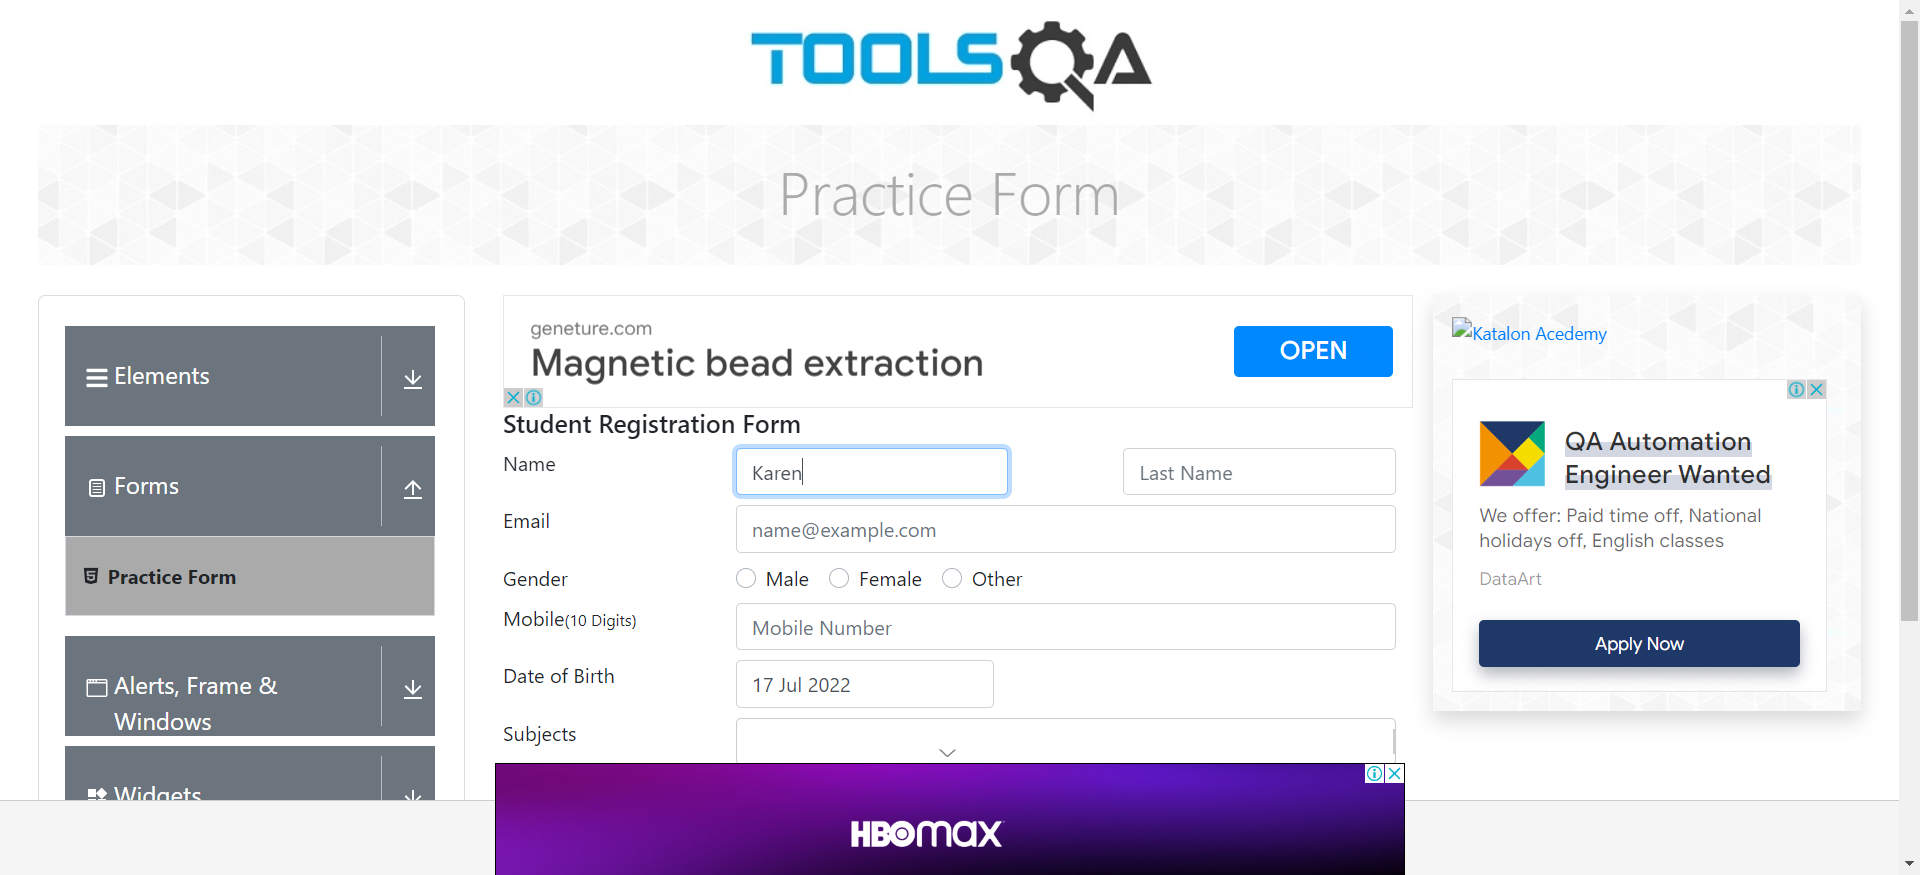 TOOLSQA
Practice Form
Elements
Forms
Practice Form
Alerts, Frame &
Windows
Widgets
geneture.com
Magnetic bead extraction
OPEN
Student Registration Form
Name
Karen
Last Name
Email
name@example.com
Gender
Male
Female
Other
Mobile(10 Digits)
Mobile Number
Date of Birth
17 Jul 2022
Subjects
HBOmax
Katalon Acedemy
QA Automation
Engineer Wanted
We offer: Paid time off, National
holidays off, English classes
DataArt
Apply Now